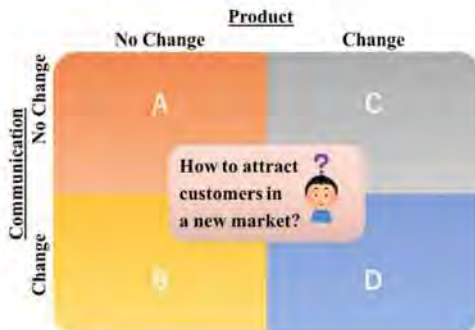 Product
No Change Change
Communication
No Change
Change
A
C
How to attract
customers in
a new market?
?
B
D